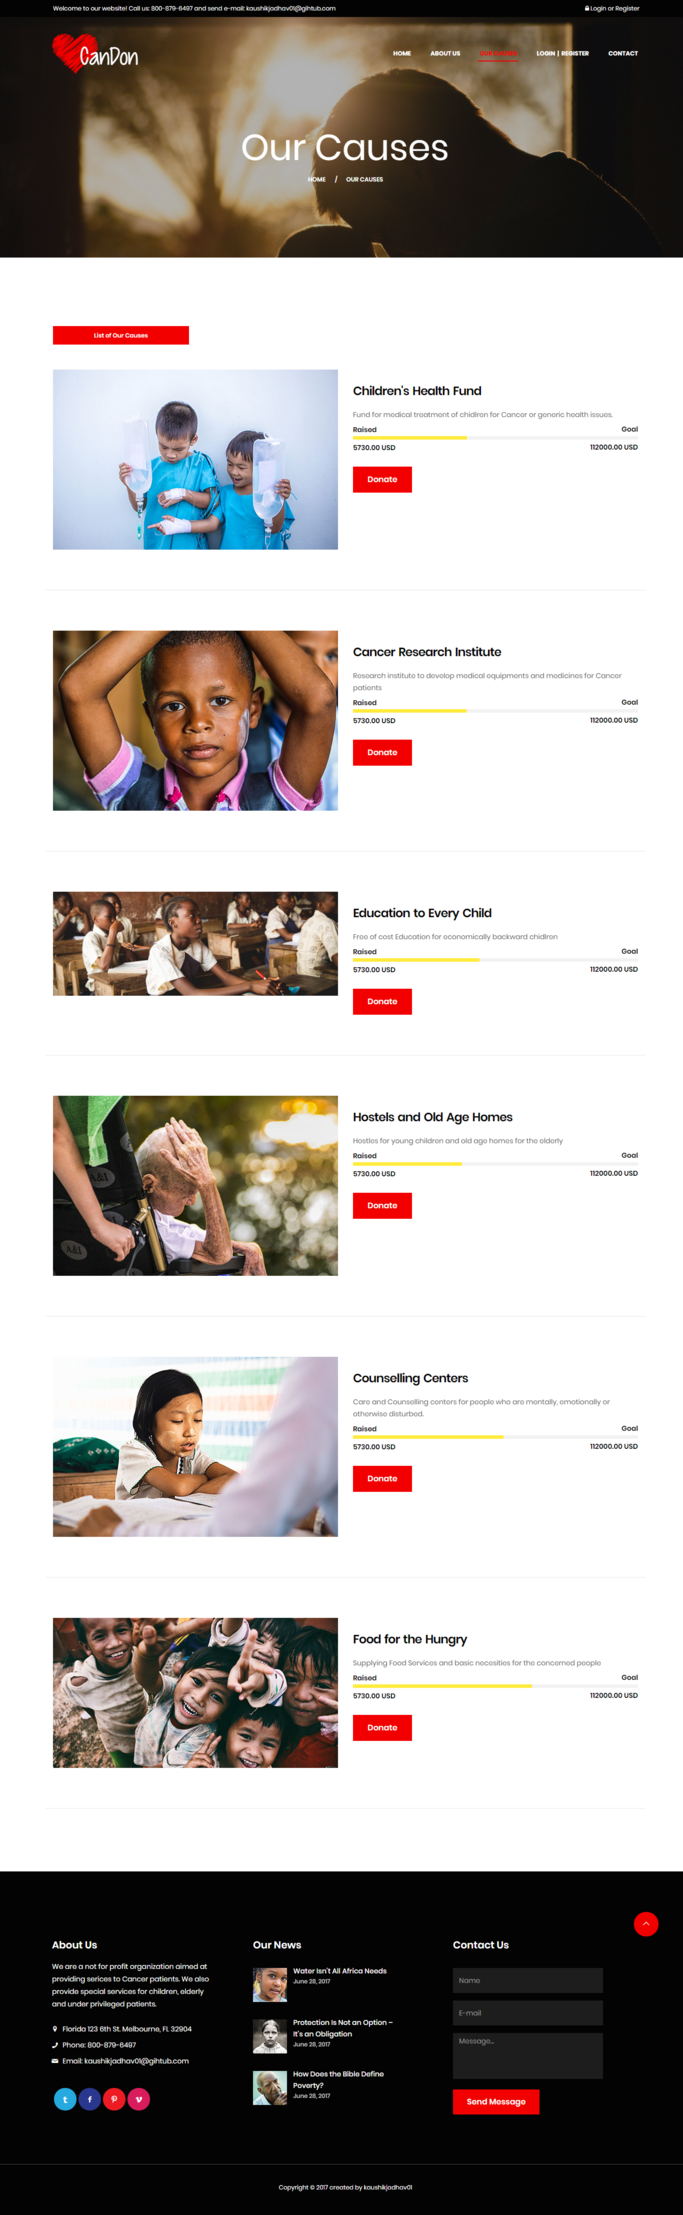 Welcome to our website! Call us: 800-879-6497 and send e-mail: kaushikjadhav01@gihtub.com
Login or Register
CanDon
HOME
ABOUT US
OUR CAUSES
LOGIN | REGISTER
CONTACT
Our Causes
HOME / OUR CAUSES
List of Our Causes
Children's Health Fund
Fund for medical treatment of chidlren for Cancer or generic health issues.
Raised Goal
5730.00 USD 112000.00 USD
Donate
Cancer Research Institute
Research institute to develop medical equipments and medicines for Cancer
patients
Raised Goal
5730.00 USD 112000.00 USD
Donate
Education to Every Child
Free of cost Education for economically backward chidlren
Raised Goal
5730.00 USD 112000.00 USD
Donate
A&I
A&I
Hostels and Old Age Homes
Hostles for young children and old age homes for the elderly
Raised Goal
5730.00 USD 112000.00 USD
Donate
Counselling Centers
Care and Counselling centers for people who are mentally, emotionally or
otherwise disturbed.
Raised Goal
5730.00 USD 112000.00 USD
Donate
Food for the Hungry
Supplying Food Services and basic necesities for the concerned people
Raised Goal
5730.00 USD 112000.00 USD
Donate
About Us
We are a not for profit organization aimed at
providing serices to Cancer patients. We also
provide special services for children, elderly
and under privileged patients.
Florida 123 6th St. Melbourne, FL 32904
Phone: 800-879-6497
Email: kaushikjadhav01@gihtub.com
Our News
Water Isn't All Africa Needs
June 28, 2017
Protection Is Not an Option –
It's an Obligation
June 28, 2017
How Does the Bible Define
Poverty?
June 28, 2017
Contact Us
Name
E-mail
Message...
Send Message
Copyright © 2017 created by kaushikjadhav01